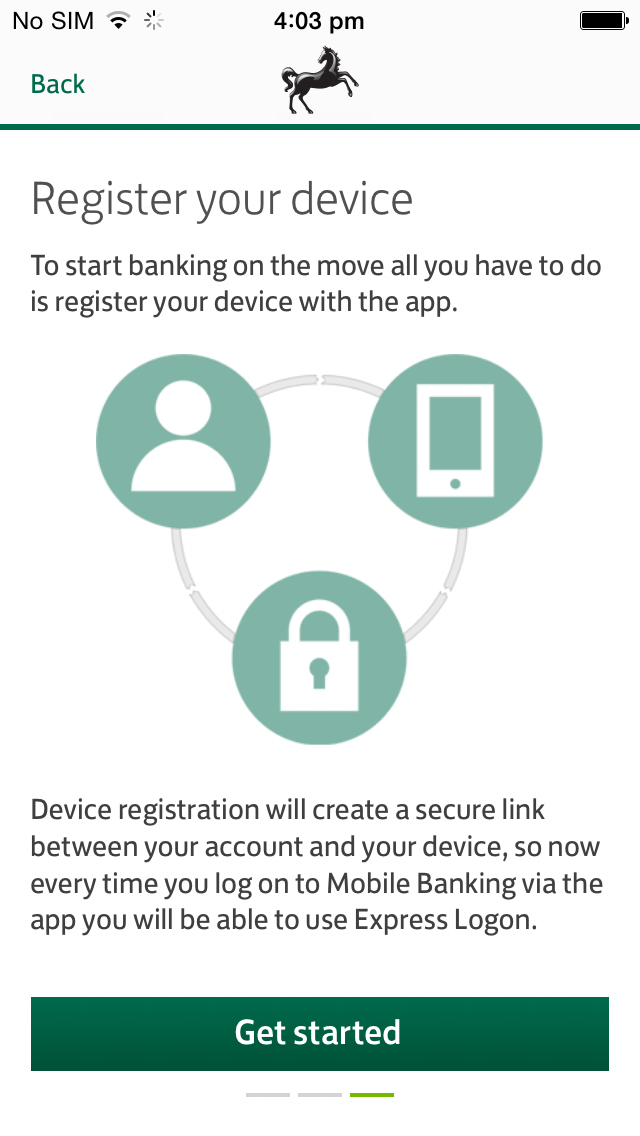 No SIM 4:03 pm
Back
Register your device
To start banking on the move all you have to do
is register your device with the app.
Device registration will create a secure link
between your account and your device, so now
every time you log on to Mobile Banking via the
app you will be able to use Express Logon.
Get started